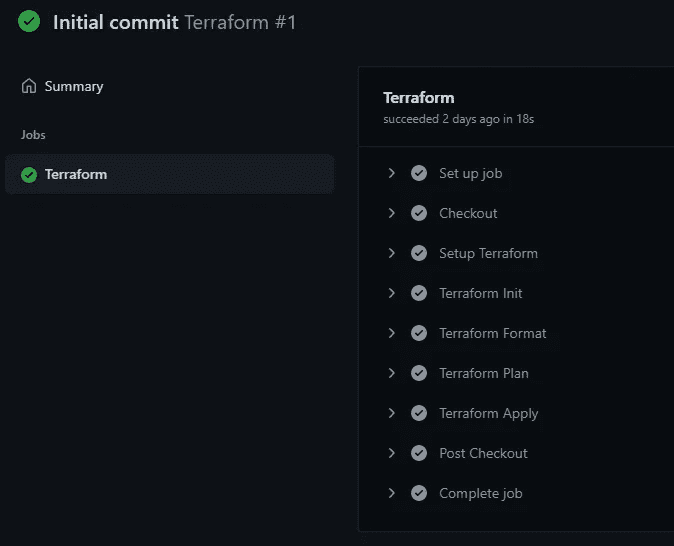 Initial commit Terraform #1
Summary
Jobs
Terraform
Terraform
succeeded 2 days ago in 18s
Set up job
Checkout
Setup Terraform
Terraform Init
Terraform Format
Terraform Plan
Terraform Apply
Post Checkout
Complete job